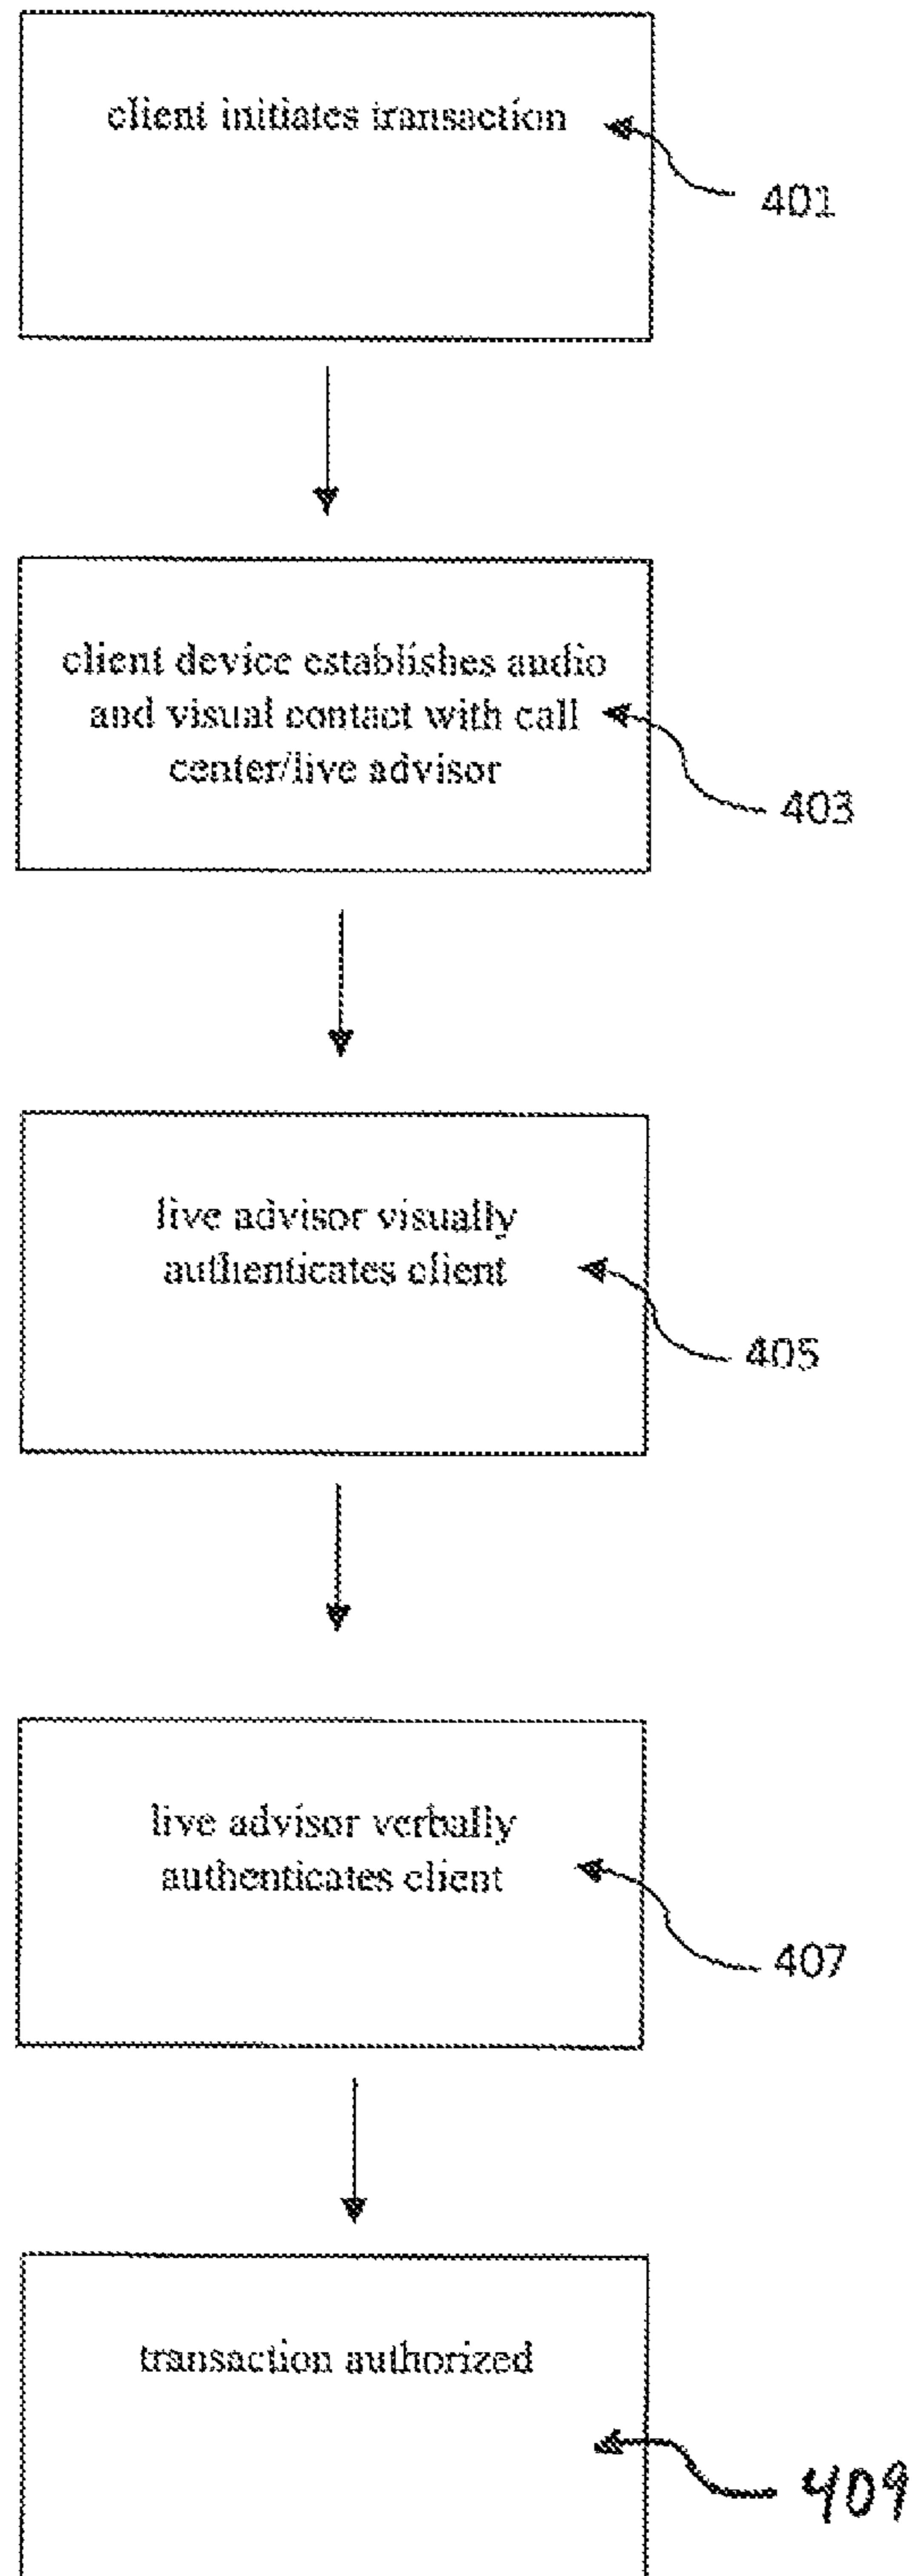 client initiates transaction
401
client device establishes audio
and visual contact with call
center/live advisor
403
live advisor visually
authenticates client
405
live advisor verbally
authenticates client
407
transaction authorized
409